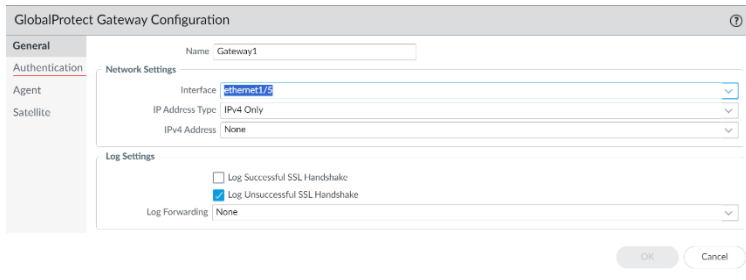 GlobalProtect Gateway Configuration
General
Authentication
Agent
Satellite
Name Gateway1
Network Settings
Interface ethernet1/5
IP Address Type IPv4 Only
IPv4 Address None
Log Settings
Log Successful SSL Handshake
Log Unsuccessful SSL Handshake
Log Forwarding None
OK Cancel